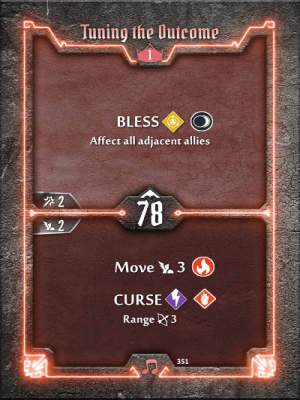 Tuning the Outcome
1
BLESS
Affect all adjacent allies
2
78
2
Move 3
CURSE
Range 3
351